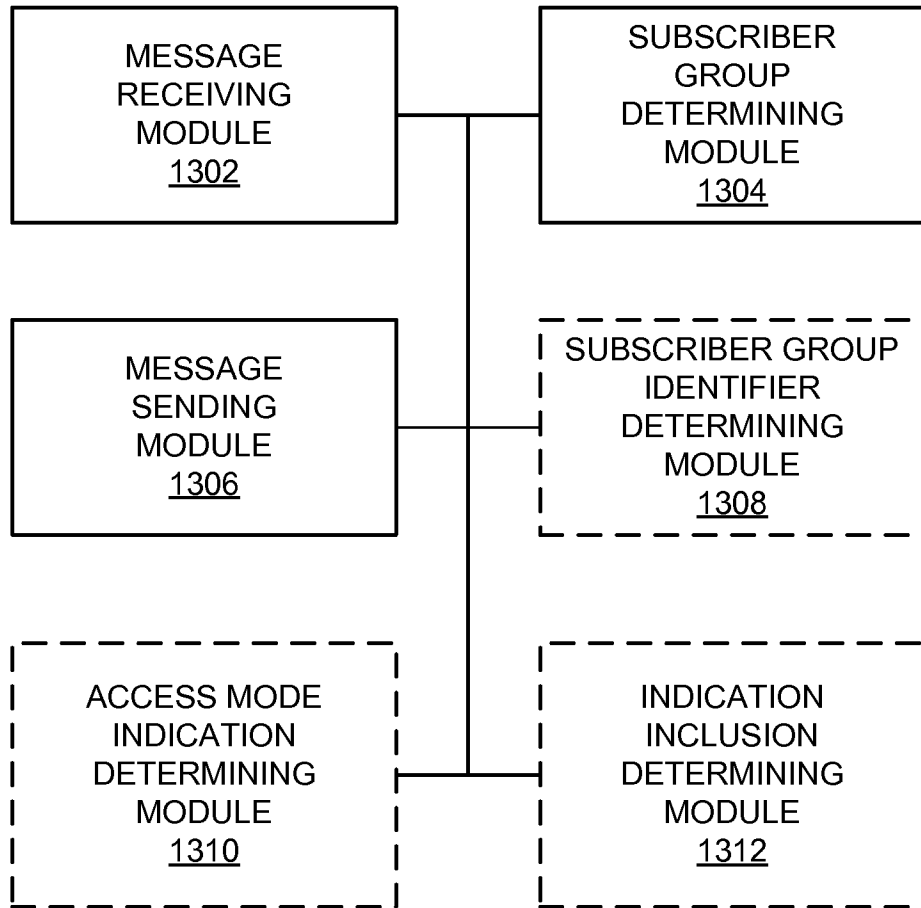 MESSAGE
RECEIVING
MODULE
1302
SUBSCRIBER
GROUP
DETERMINING
MODULE
1304
MESSAGE
SENDING
MODULE
1306
SUBSCRIBER GROUP
IDENTIFIER
DETERMINING
MODULE
1308
ACCESS MODE
INDICATION
DETERMINING
MODULE
1310
INDICATION
INCLUSION
DETERMINING
MODULE
1312